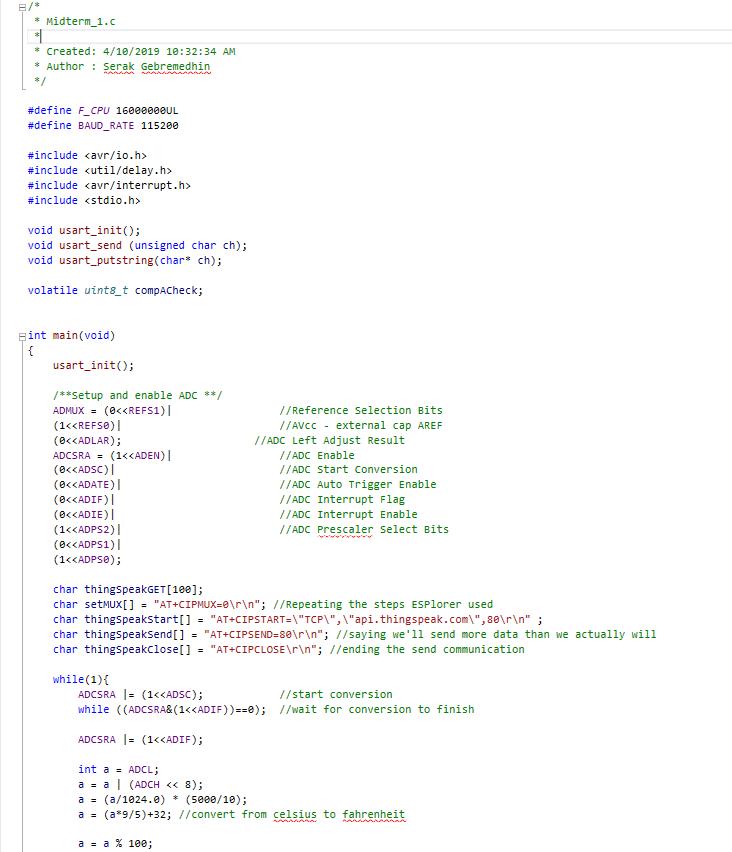 /*
 * Midterm_1.c
 *
 * Created: 4/10/2019 10:32:34 AM
 * Author : Serak Gebremedhin
 */

#define F_CPU 16000000UL
#define BAUD_RATE 115200

#include <avr/io.h>
#include <util/delay.h>
#include <avr/interrupt.h>
#include <stdio.h>

void usart_init();
void usart_send (unsigned char ch);
void usart_putstring(char* ch);

volatile uint8_t compACheck;


int main(void)
{
    usart_init();

    /**Setup and enable ADC **/
    ADMUX = (0<<REFS1)|                 //Reference Selection Bits
    (1<<REFS0)|                         //AVcc - external cap AREF
    (0<<ADLAR);                     //ADC Left Adjust Result
    ADCSRA = (1<<ADEN)|                 //ADC Enable
    (0<<ADSC)|                          //ADC Start Conversion
    (0<<ADATE)|                         //ADC Auto Trigger Enable
    (0<<ADIF)|                          //ADC Interrupt Flag
    (0<<ADIE)|                          //ADC Interrupt Enable
    (1<<ADPS2)|                         //ADC Prescaler Select Bits
    (0<<ADPS1)|
    (1<<ADPS0);

    char thingSpeakGET[100];
    char setMUX[] = "AT+CIPMUX=0\r\n"; //Repeating the steps ESPlorer used
    char thingSpeakStart[] = "AT+CIPSTART=\"TCP\",\"api.thingspeak.com\",80\r\n" ;
    char thingSpeakSend[] = "AT+CIPSEND=80\r\n"; //saying we'll send more data than we actually will
    char thingSpeakClose[] = "AT+CIPCLOSE\r\n"; //ending the send communication

    while(1){
        ADCSRA |= (1<<ADSC);            //start conversion
        while ((ADCSRA&(1<<ADIF))==0);  //wait for conversion to finish

        ADCSRA |= (1<<ADIF);

        int a = ADCL;
        a = a | (ADCH << 8);
        a = (a/1024.0) * (5000/10);
        a = (a*9/5)+32; //convert from celsius to fahrenheit

        a = a % 100;